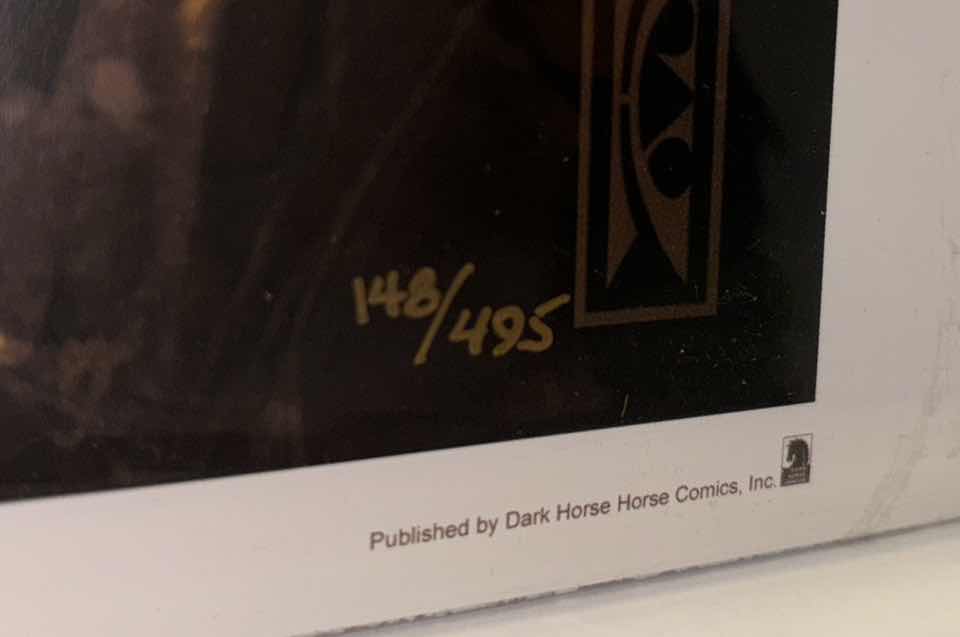 148/495
Published by Dark Horse Horse Comics, Inc.